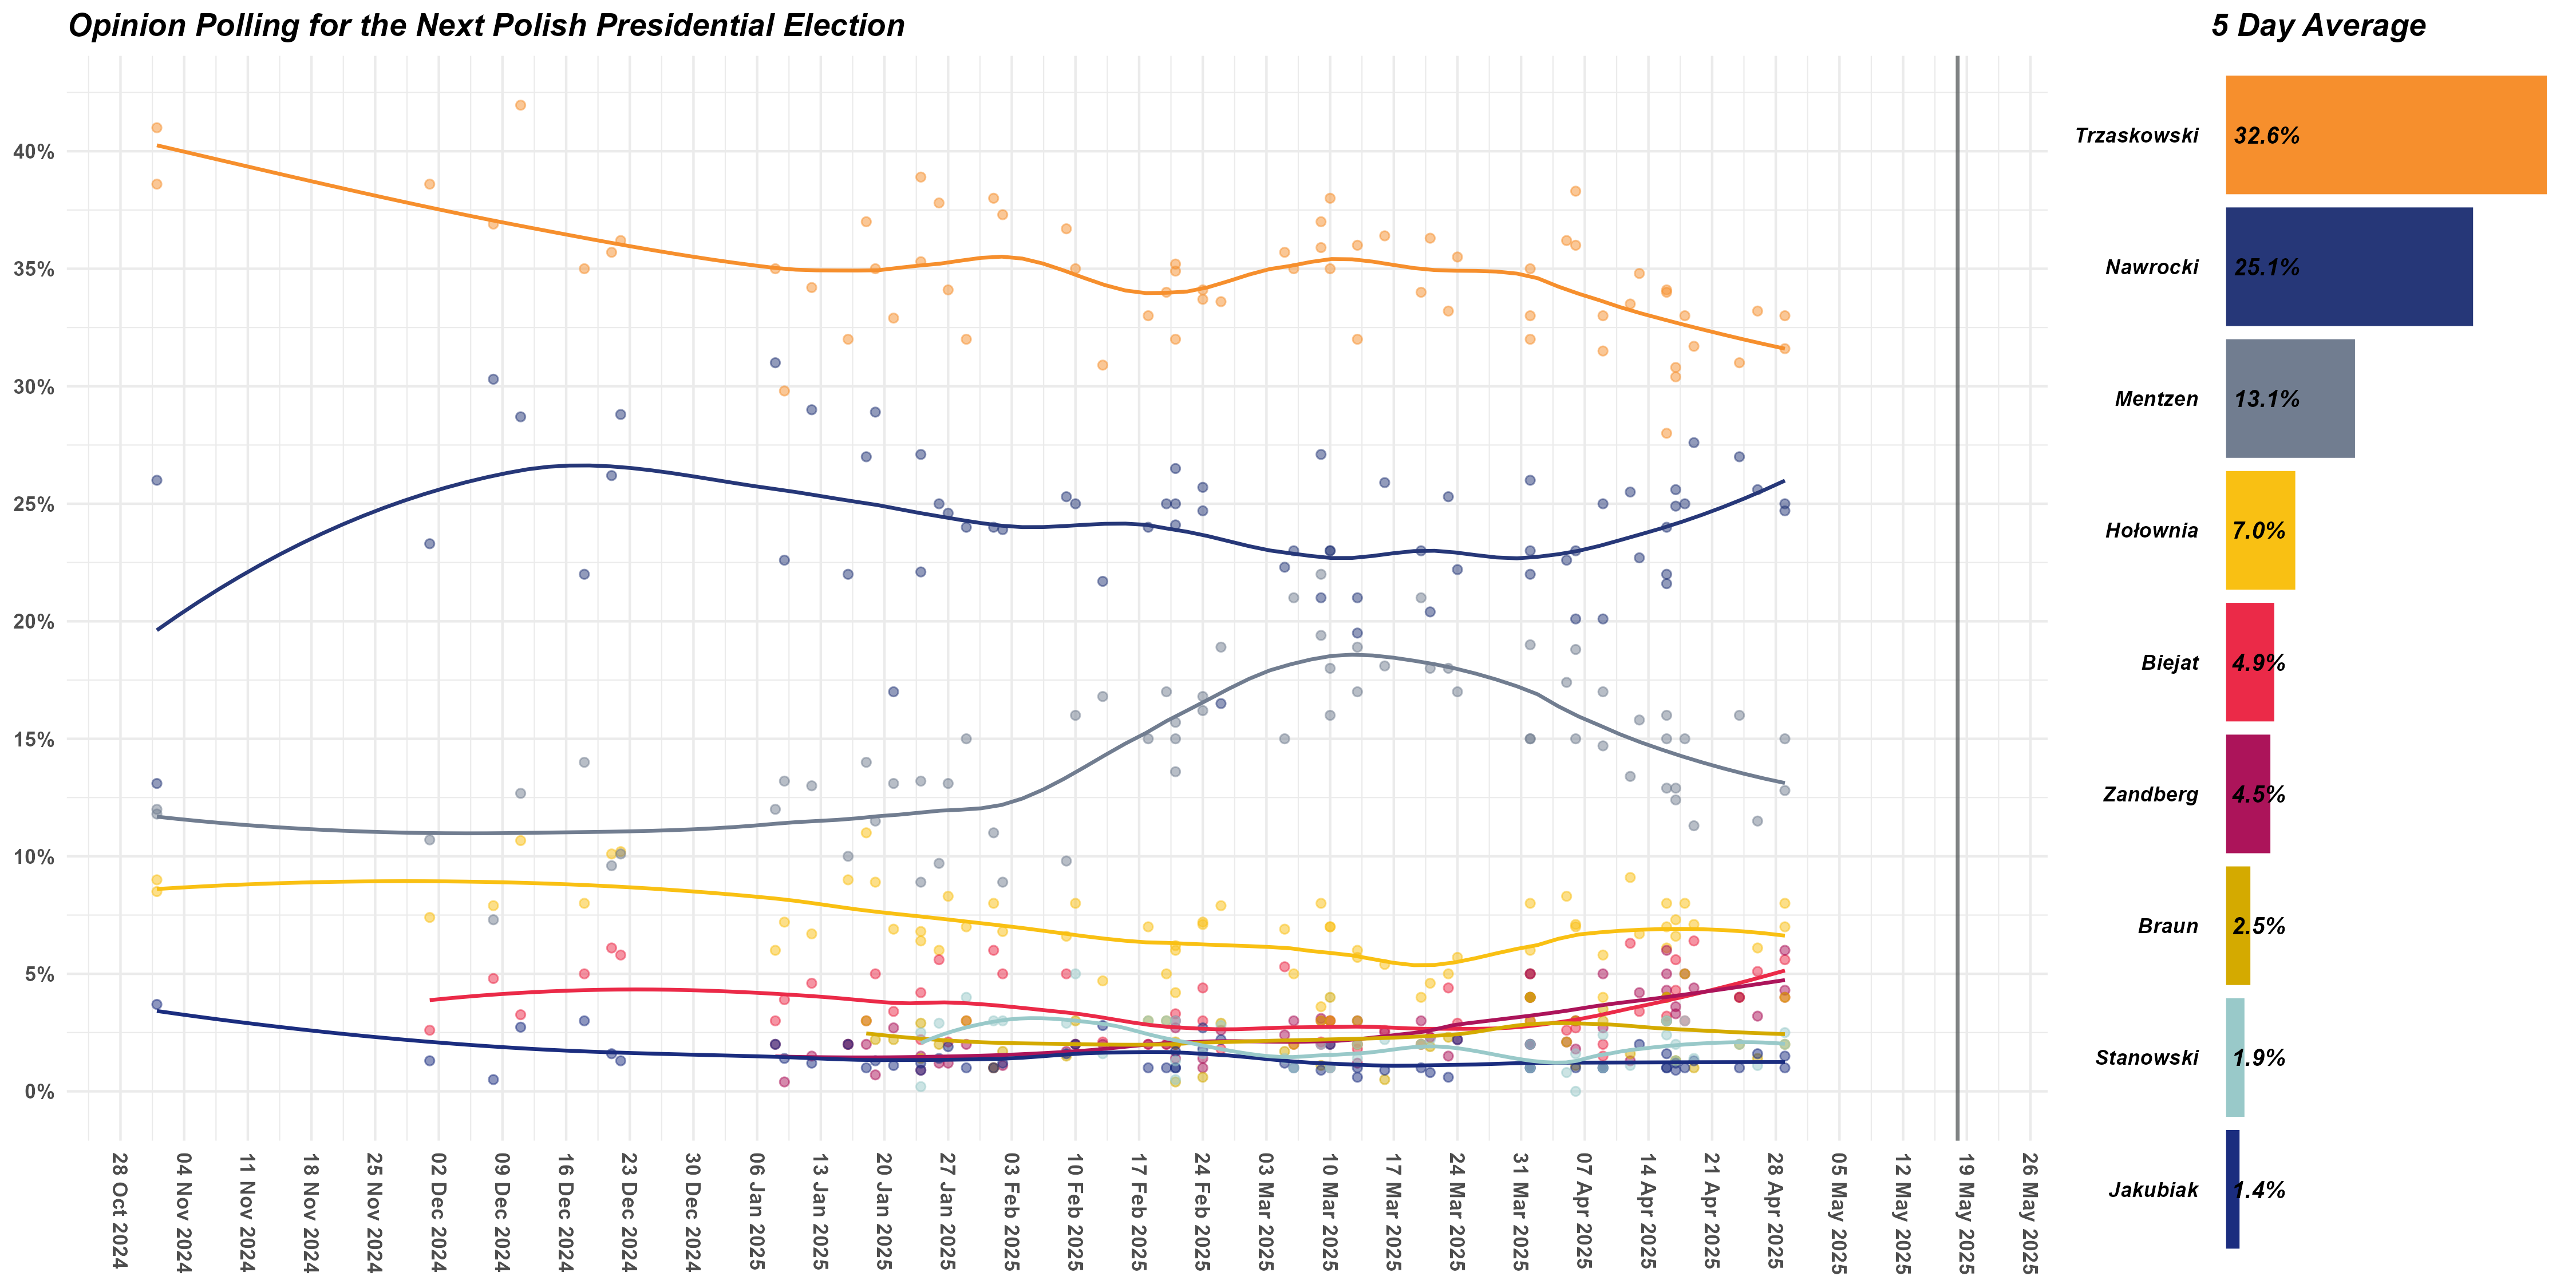 Opinion Polling for the Next Polish Presidential Election
5 Day Average
40%
35%
30%
25%
20%
15%
10%
5%
0%
28 Oct 2024
04 Nov 2024
11 Nov 2024
18 Nov 2024
25 Nov 2024
02 Dec 2024
09 Dec 2024
16 Dec 2024
23 Dec 2024
30 Dec 2024
06 Jan 2025
13 Jan 2025
20 Jan 2025
27 Jan 2025
03 Feb 2025
10 Feb 2025
17 Feb 2025
24 Feb 2025
03 Mar 2025
10 Mar 2025
17 Mar 2025
24 Mar 2025
31 Mar 2025
07 Apr 2025
14 Apr 2025
21 Apr 2025
28 Apr 2025
05 May 2025
12 May 2025
19 May 2025
26 May 2025
Trzaskowski 32.6%
Nawrocki 25.1%
Mentzen 13.1%
Hołownia 7.0%
Biejat 4.9%
Zandberg 4.5%
Braun 2.5%
Stanowski 1.9%
Jakubiak 1.4%